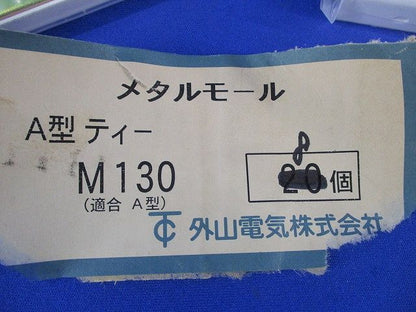 メタルモール
A型 ティー
8
M130 20個
(適合 A型)
外山電気株式会社